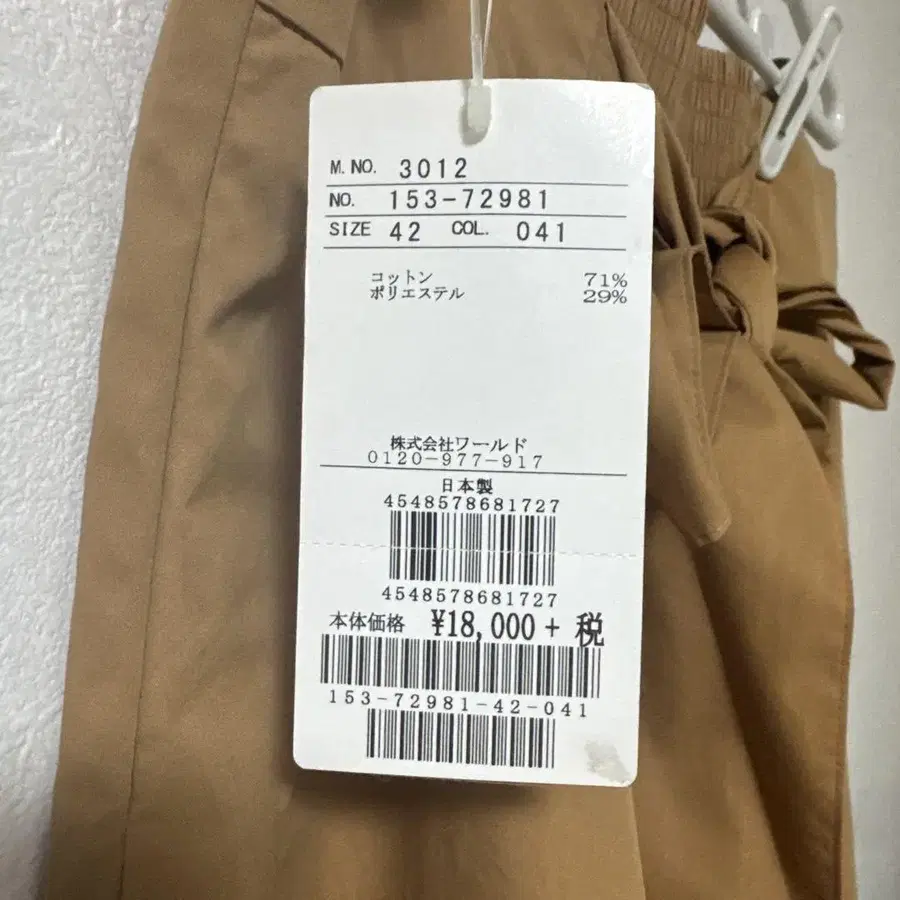 M. NO. 3012
NO. 153-72981
SIZE 42 COL. 041
コットン 71%
ポリエステル 29%
株式会社ワールド
0120-977-917
日本製
4548578681727
4548578681727
本体価格 ¥18,000 + 税
153-72981-42-041